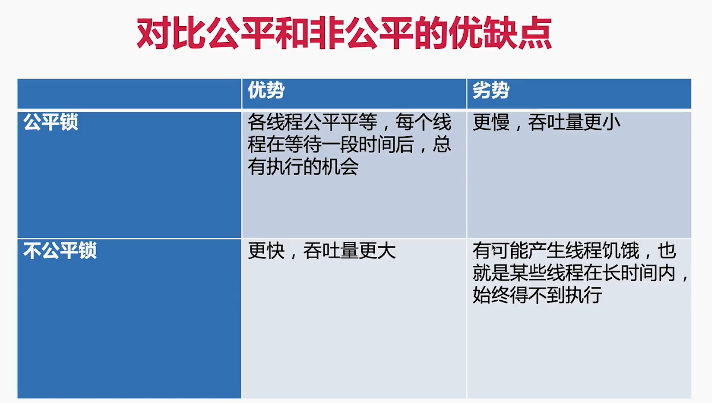 对比公平和非公平的优缺点
优势
劣势
公平锁
各线程公平平等，每个线
程在等待一段时间后，总
有执行的机会
更慢，吞吐量更小
不公平锁
更快，吞吐量更大
有可能产生线程饥饿，也
就是某些线程在长时间内，
始终得不到执行